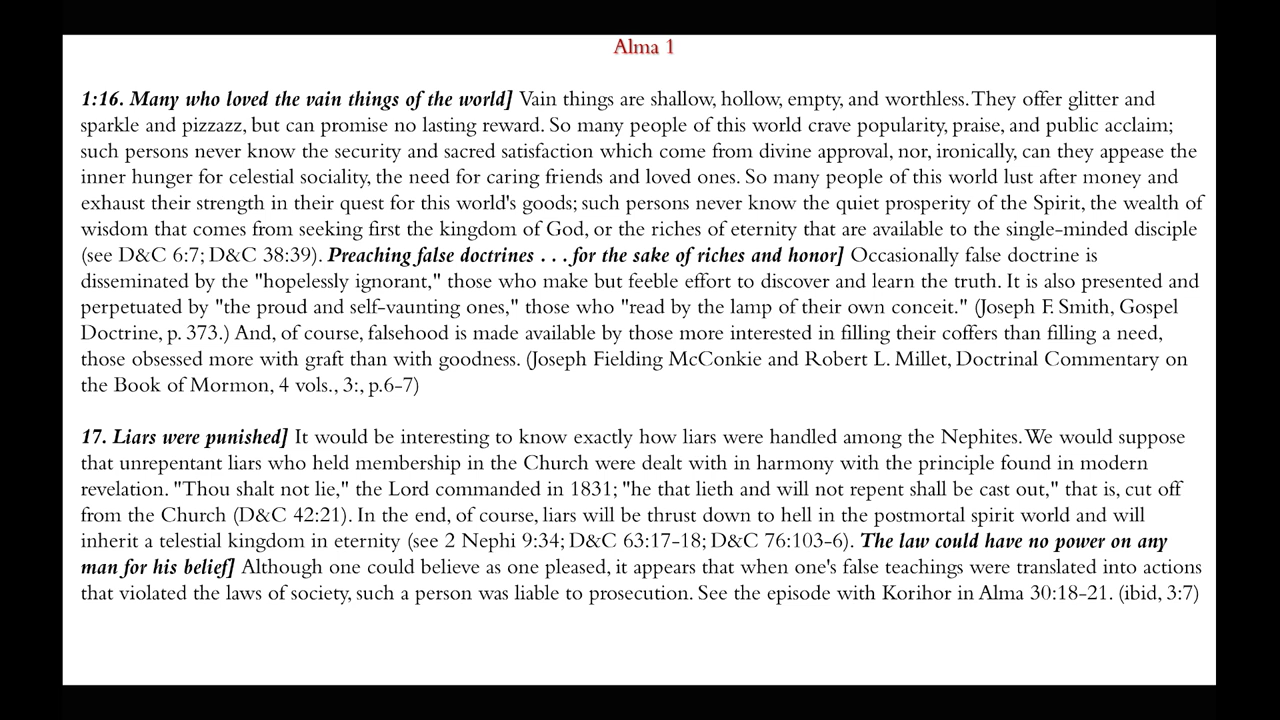 Alma 1
1:16. Many who loved the vain things of the world] Vain things are shallow, hollow, empty, and worthless. They offer glitter and
sparkle and pizzazz, but can promise no lasting reward. So many people of this world crave popularity, praise, and public acclaim;
such persons never know the security and sacred satisfaction which come from divine approval, nor, ironically, can they appease the
inner hunger for celestial sociality, the need for caring friends and loved ones. So many people of this world lust after money and
exhaust their strength in their quest for this world's goods; such persons never know the quiet prosperity of the Spirit, the wealth of
wisdom that comes from seeking first the kingdom of God, or the riches of eternity that are available to the single-minded disciple
(see D&C 6:7; D&C 38:39). Preaching false doctrines . . . for the sake of riches and honor] Occasionally false doctrine is
disseminated by the "hopelessly ignorant," those who make but feeble effort to discover and learn the truth. It is also presented and
perpetuated by "the proud and self-vaunting ones," those who "read by the lamp of their own conceit." (Joseph F. Smith, Gospel
Doctrine, p. 373.) And, of course, falsehood is made available by those more interested in filling their coffers than filling a need,
those obsessed more with graft than with goodness. (Joseph Fielding McConkie and Robert L. Millet, Doctrinal Commentary on
the Book of Mormon, 4 vols., 3:, p.6-7)
17. Liars were punished] It would be interesting to know exactly how liars were handled among the Nephites. We would suppose
that unrepentant liars who held membership in the Church were dealt with in harmony with the principle found in modern
revelation. "Thou shalt not lie," the Lord commanded in 1831; "he that lieth and will not repent shall be cast out," that is, cut off
from the Church (D&C 42:21). In the end, of course, liars will be thrust down to hell in the postmortal spirit world and will
inherit a telestial kingdom in eternity (see 2 Nephi 9:34; D&C 63:17-18; D&C 76:103-6). The law could have no power on any
man for his belief] Although one could believe as one pleased, it appears that when one's false teachings were translated into actions
that violated the laws of society, such a person was liable to prosecution. See the episode with Korihor in Alma 30:18-21. (ibid, 3:7)